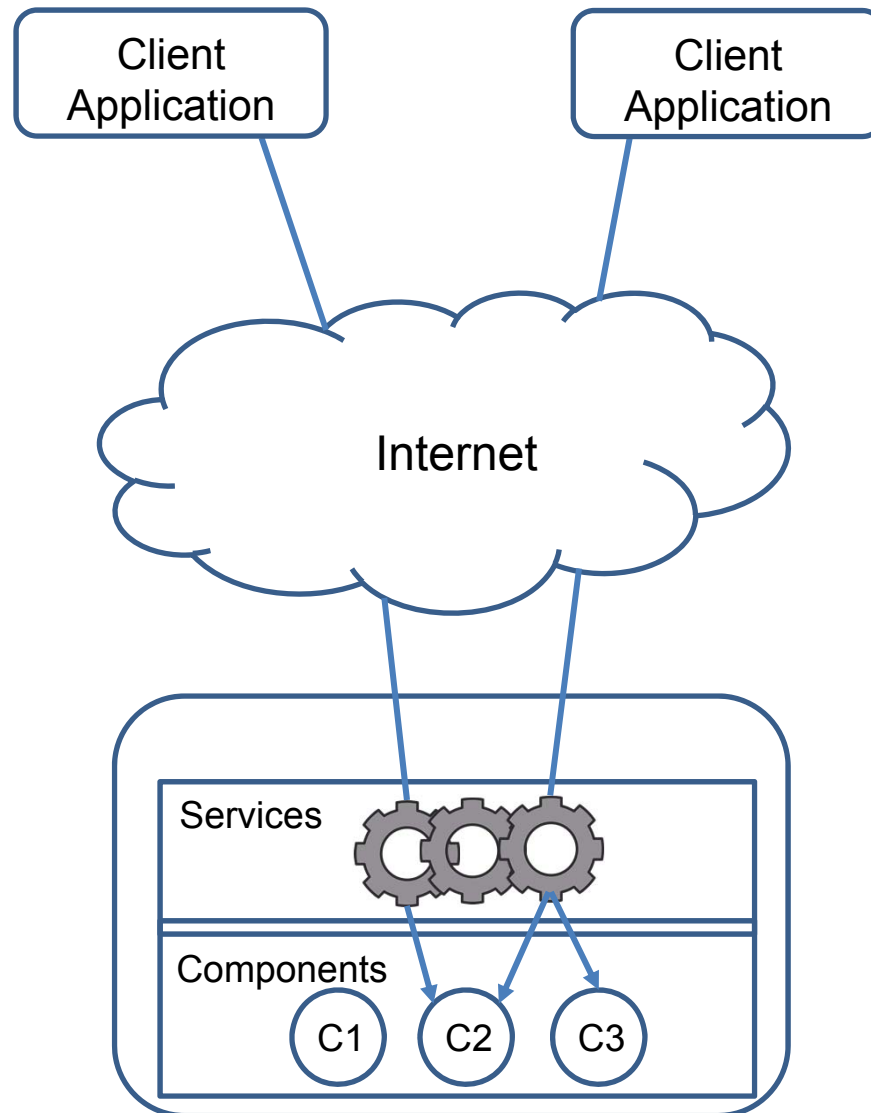 Client
Application
Client
Application
Internet
Services
Components
C1
C2
C3